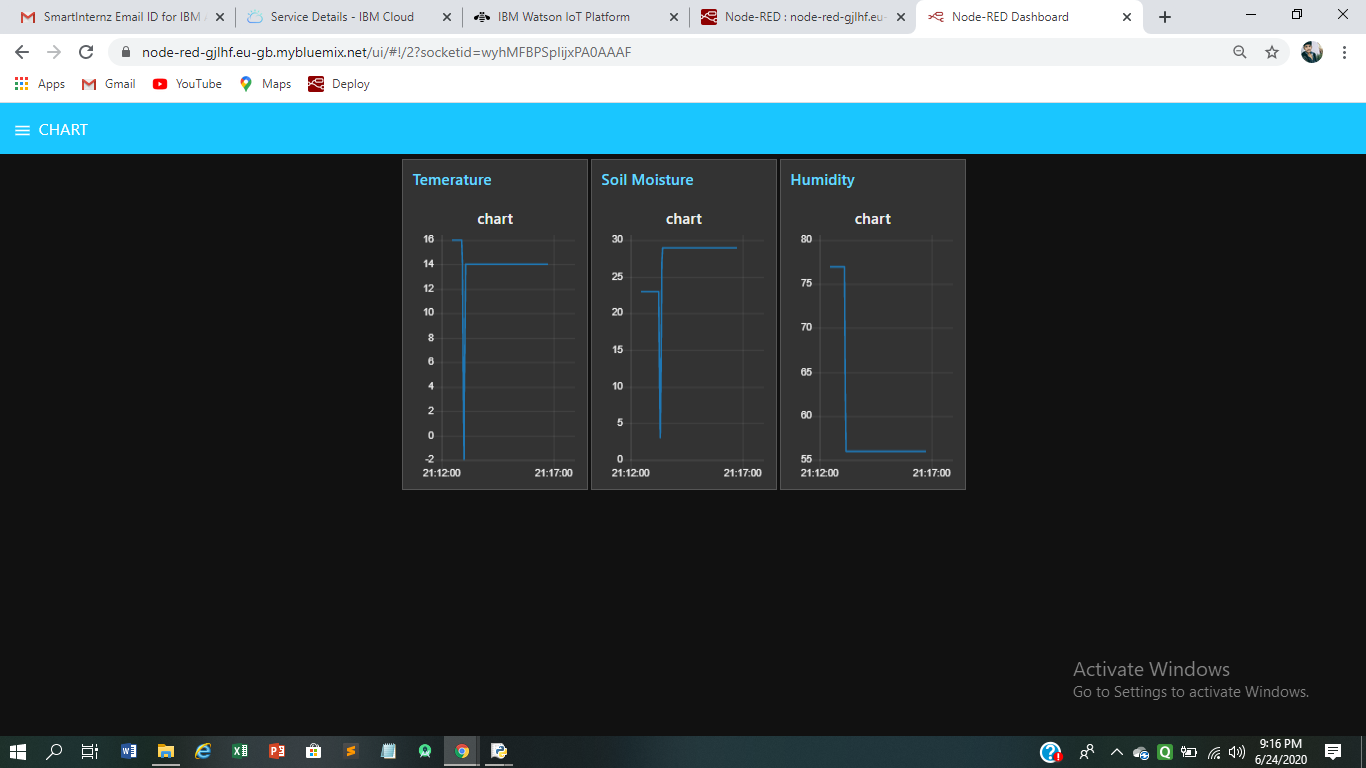 SmartInternz Email ID for IBM
Service Details - IBM Cloud
IBM Watson IoT Platform
Node-RED : node-red-gjlhf.eu-
Node-RED Dashboard
node-red-gjlhf.eu-gb.mybluemix.net/ui/#!/2?socketid=wyhMFBPSpIijxPA0AAAF
Apps
Gmail
YouTube
Maps
Deploy
CHART
Temerature
chart
16
14
12
10
8
6
4
2
0
-2
21:12:00
21:17:00
Soil Moisture
chart
30
25
20
15
10
5
0
21:12:00
21:17:00
Humidity
chart
80
75
70
65
60
55
21:12:00
21:17:00
Activate Windows
Go to Settings to activate Windows.
9:16 PM
6/24/2020